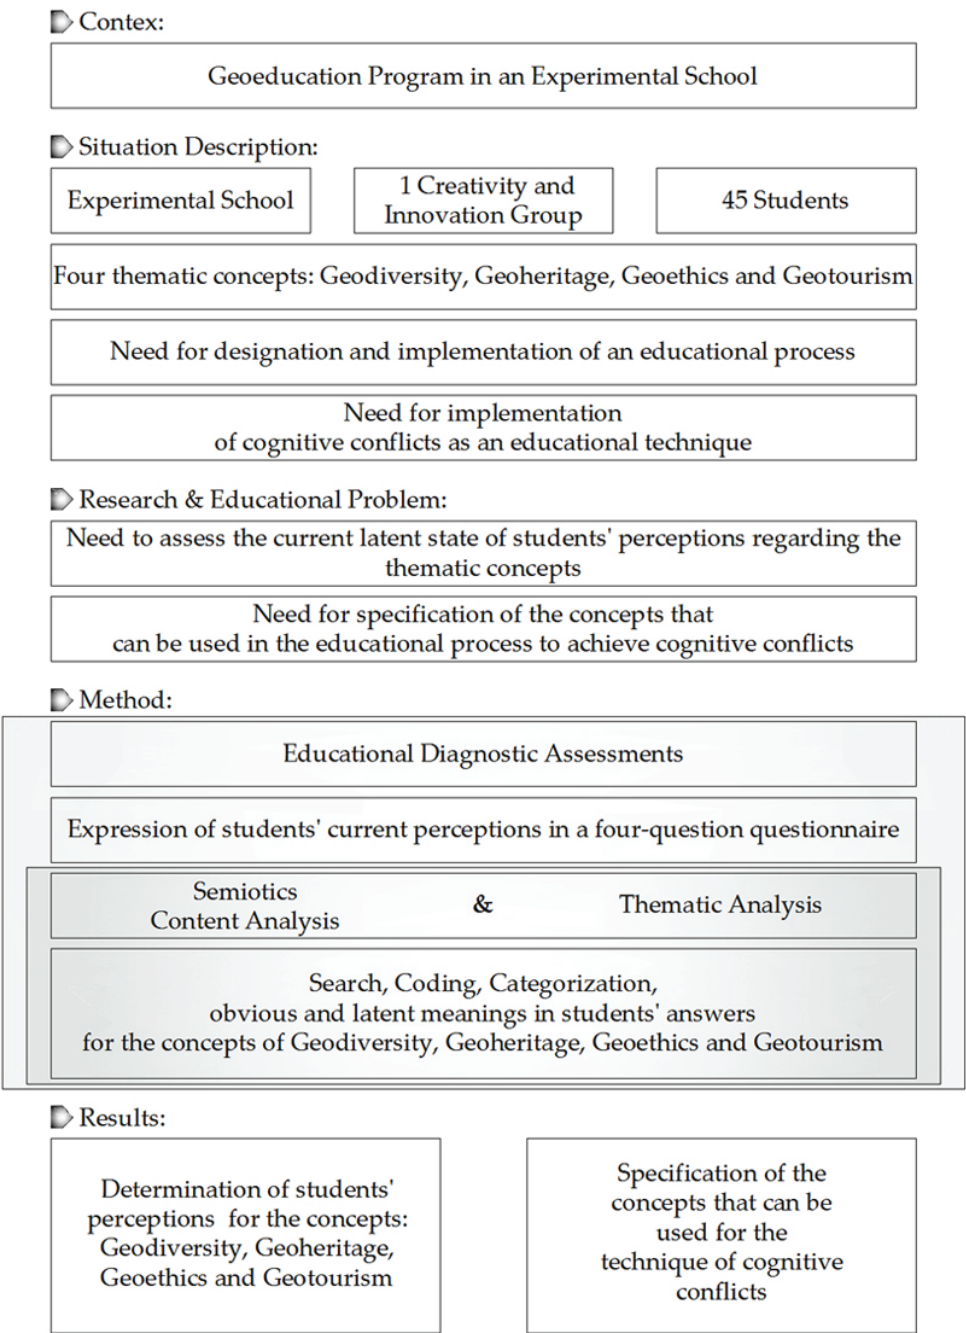 Contex:
Geoeducation Program in an Experimental School
Situation Description:
Experimental School
1 Creativity and
Innovation Group
45 Students
Four thematic concepts: Geodiversity, Geoheritage, Geoethics and Geotourism
Need for designation and implementation of an educational process
Need for implementation
of cognitive conflicts as an educational technique
Research & Educational Problem:
Need to assess the current latent state of students' perceptions regarding the
thematic concepts
Need for specification of the concepts that
can be used in the educational process to achieve cognitive conflicts
Method:
Educational Diagnostic Assessments
Expression of students' current perceptions in a four-question questionnaire
Semiotics
Content Analysis
&
Thematic Analysis
Search, Coding, Categorization,
obvious and latent meanings in students' answers
for the concepts of Geodiversity, Geoheritage, Geoethics and Geotourism
Results:
Determination of students'
perceptions for the concepts:
Geodiversity, Geoheritage,
Geoethics and Geotourism
Specification of the
concepts that can be
used for the
technique of cognitive
conflicts